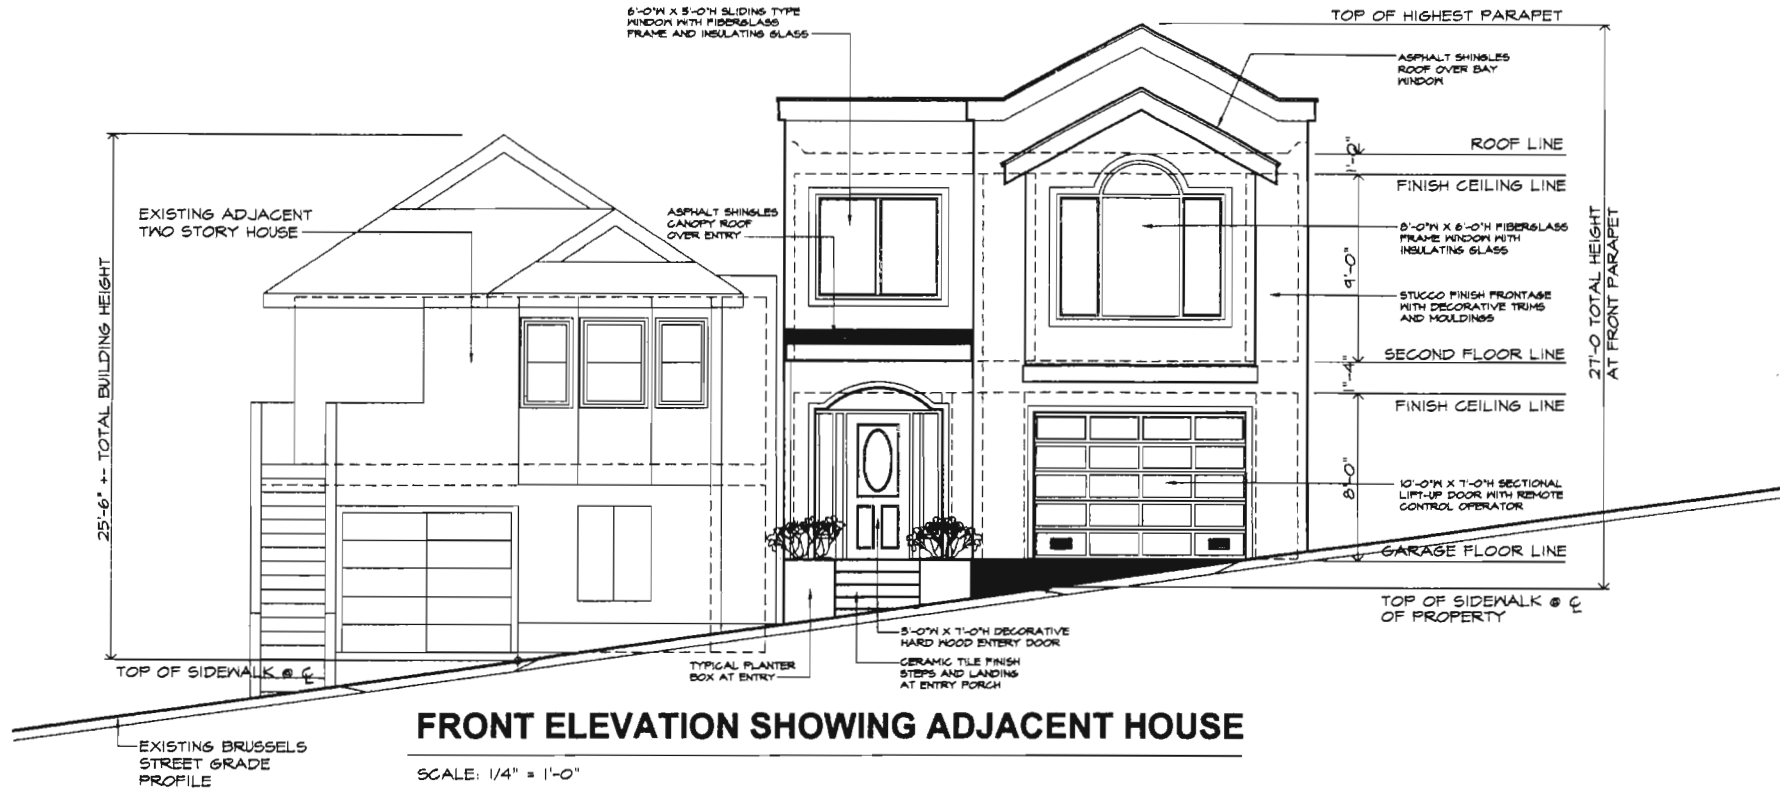 6'-0"W X 5'-0"H SLIDING TYPE
WINDOW WITH FIBERGLASS
FRAME AND INSULATING GLASS
TOP OF HIGHEST PARAPET
ASPHALT SHINGLES
ROOF OVER BAY
WINDOW
ROOF LINE
1'-0"
FINISH CEILING LINE
EXISTING ADJACENT
TWO STORY HOUSE
ASPHALT SHINGLES
CANOPY ROOF
OVER ENTRY
8'-0"W X 6'-0"H FIBERGLASS
FRAME WINDOW WITH
INSULATING GLASS
9'-0"
27'-0 TOTAL HEIGHT
AT FRONT PARAPET
25'-6" +- TOTAL BUILDING HEIGHT
STUCCO FINISH FRONTAGE
WITH DECORATIVE TRIMS
AND MOULDINGS
SECOND FLOOR LINE
1'-4"
FINISH CEILING LINE
8'-0"
10'-0"W X 7'-0"H SECTIONAL
LIFT-UP DOOR WITH REMOTE
CONTROL OPERATOR
GARAGE FLOOR LINE
TOP OF SIDEWALK @ ℄
OF PROPERTY
3'-0"W X 7'-0"H DECORATIVE
HARD WOOD ENTERY DOOR
TYPICAL PLANTER
BOX AT ENTRY
CERAMIC TILE FINISH
STEPS AND LANDING
AT ENTRY PORCH
TOP OF SIDEWALK @ ℄
FRONT ELEVATION SHOWING ADJACENT HOUSE
EXISTING BRUSSELS
STREET GRADE
PROFILE
SCALE: 1/4" = 1'-0"